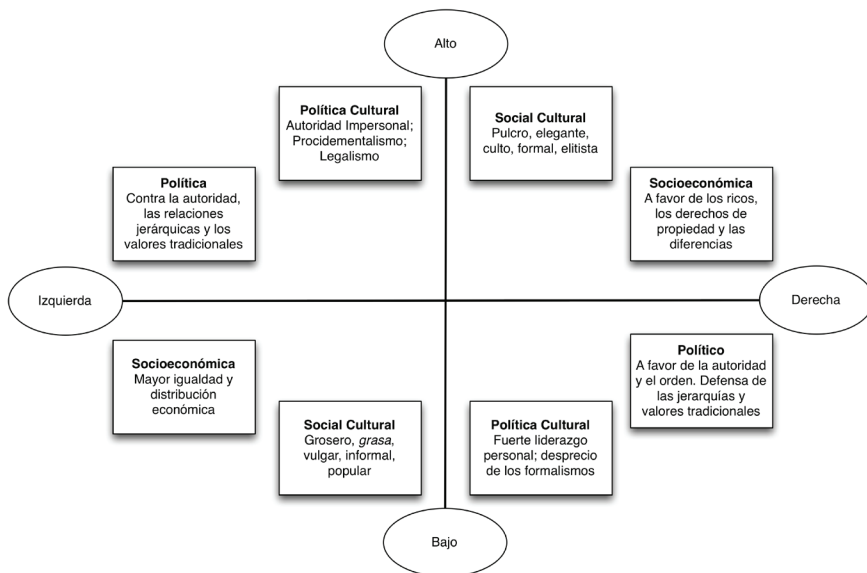 Alto
Política Cultural
Autoridad Impersonal;
Procidementalismo;
Legalismo
Social Cultural
Pulcro, elegante,
culto, formal, elitista
Política
Contra la autoridad,
las relaciones
jerárquicas y los
valores tradicionales
Socioeconómica
A favor de los ricos,
los derechos de
propiedad y las
diferencias
Izquierda
Derecha
Socioeconómica
Mayor igualdad y
distribución
económica
Político
A favor de la autoridad
y el orden. Defensa de
las jerarquías y
valores tradicionales
Social Cultural
Grosero, grasa,
vulgar, informal,
popular
Política Cultural
Fuerte liderazgo
personal; desprecio
de los formalismos
Bajo